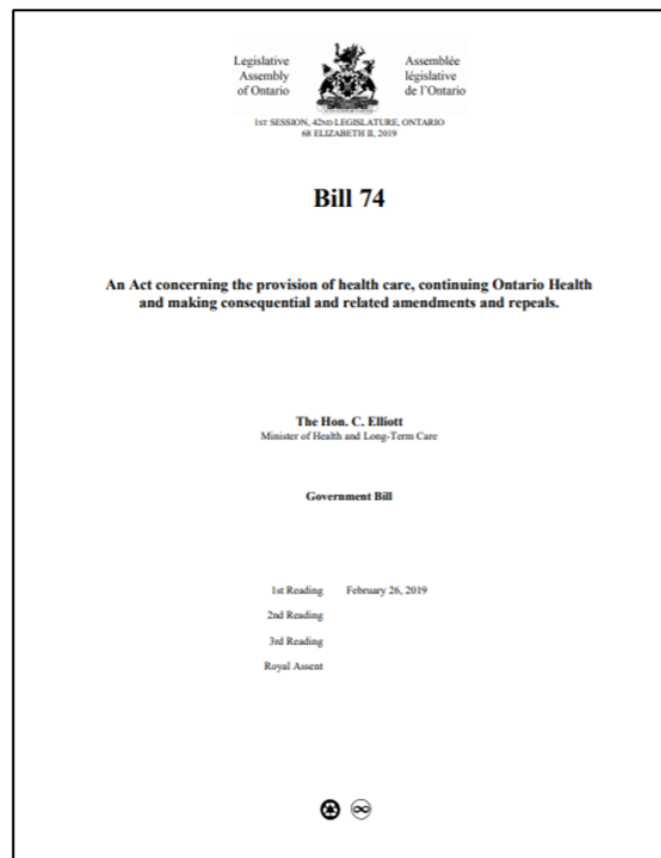 Legislative
Assembly
of Ontario
Assemblée
législative
de l'Ontario
1ST SESSION, 42ND LEGISLATURE, ONTARIO
68 ELIZABETH II, 2019
Bill 74
An Act concerning the provision of health care, continuing Ontario Health
and making consequential and related amendments and repeals.
The Hon. C. Elliott
Minister of Health and Long-Term Care
Government Bill
1st Reading February 26, 2019
2nd Reading
3rd Reading
Royal Assent